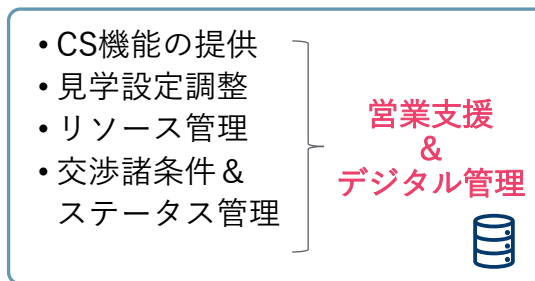 • CS機能の提供
• 見学設定調整
• リソース管理
• 交渉諸条件＆
ステータス管理
営業支援
＆
デジタル管理